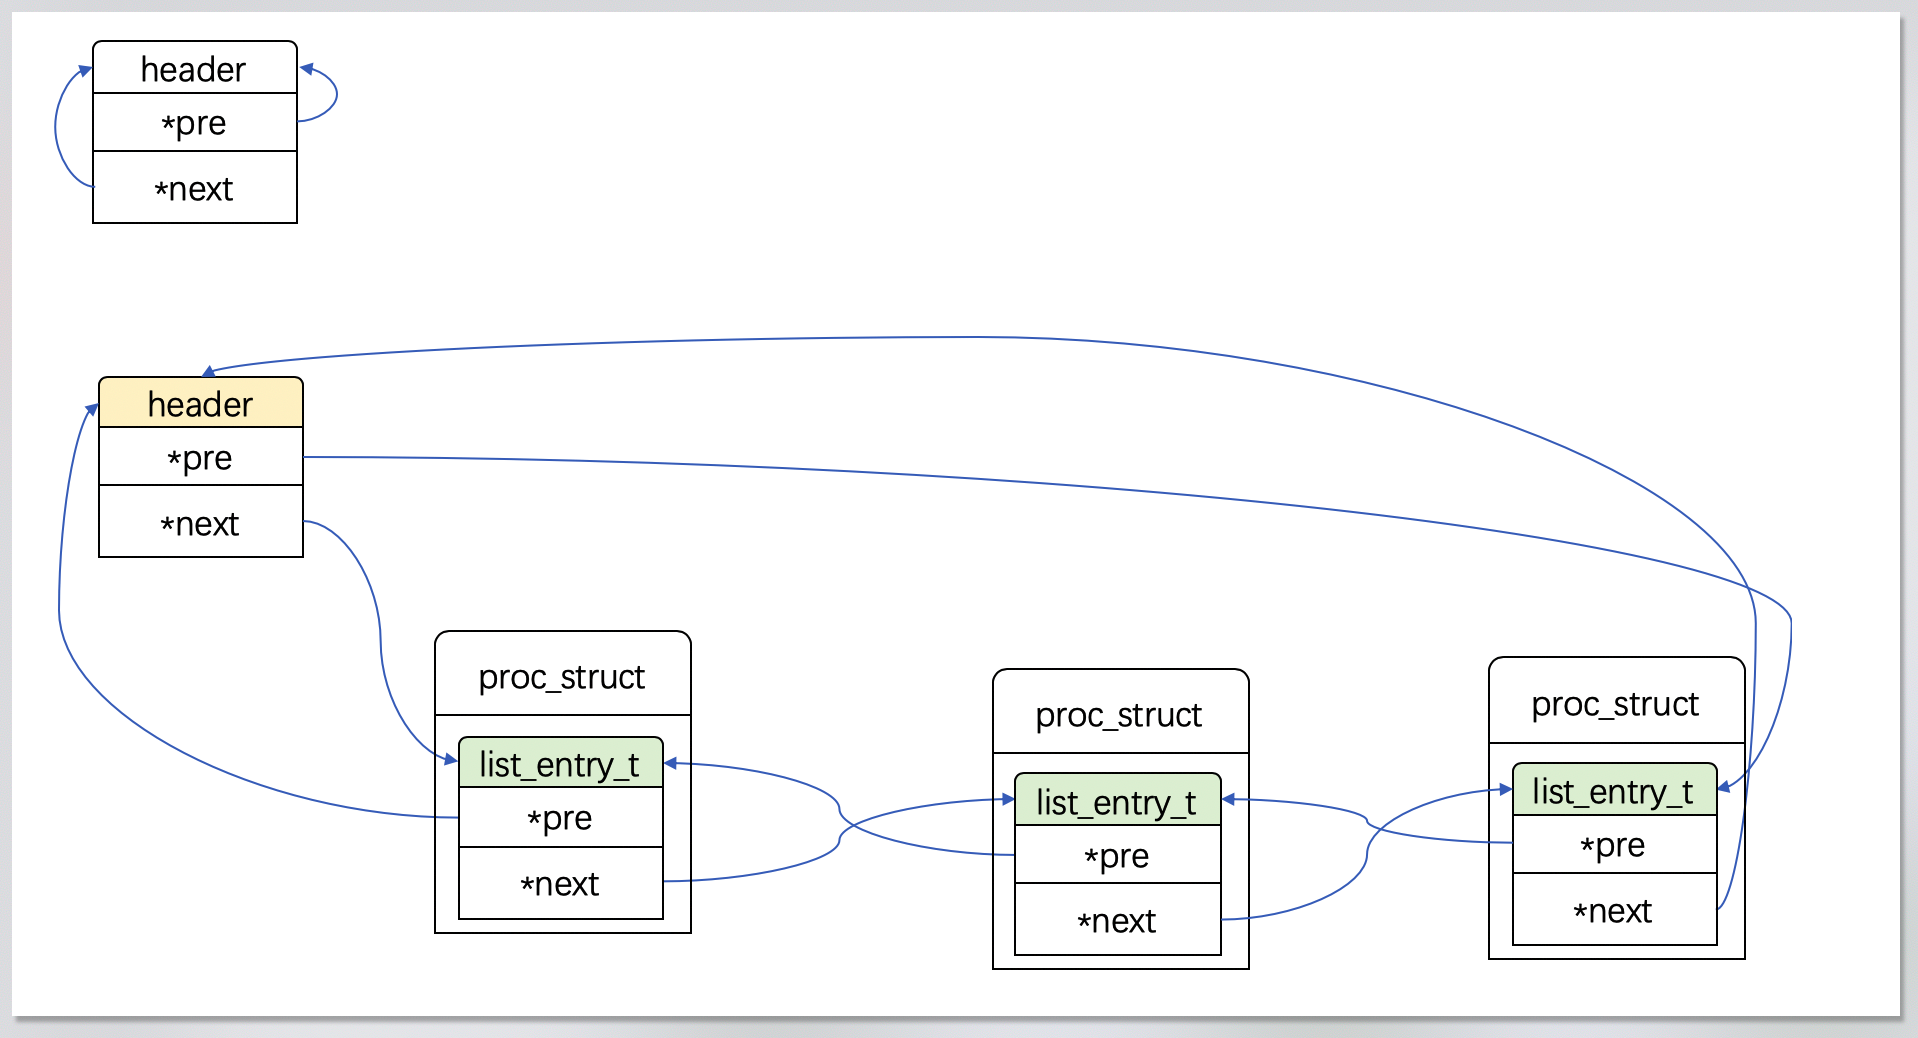 header
*pre
*next
header
*pre
*next
proc_struct
list_entry_t
*pre
*next
proc_struct
list_entry_t
*pre
*next
proc_struct
list_entry_t
*pre
*next